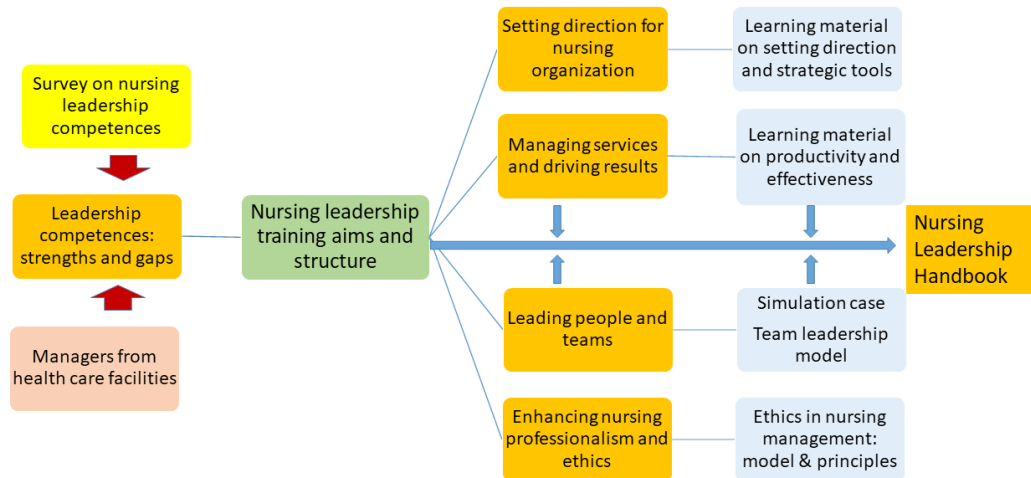 Survey on nursing
leadership
competences
Leadership
competences:
strengths and gaps
Managers from
health care facilities
Nursing leadership
training aims and
structure
Setting direction for
nursing
organization
Learning material
on setting direction
and strategic tools
Managing services
and driving results
Learning material
on productivity and
effectiveness
Leading people and
teams
Simulation case
Team leadership
model
Enhancing nursing
professionalism and
ethics
Ethics in nursing
management:
model & principles
Nursing
Leadership
Handbook